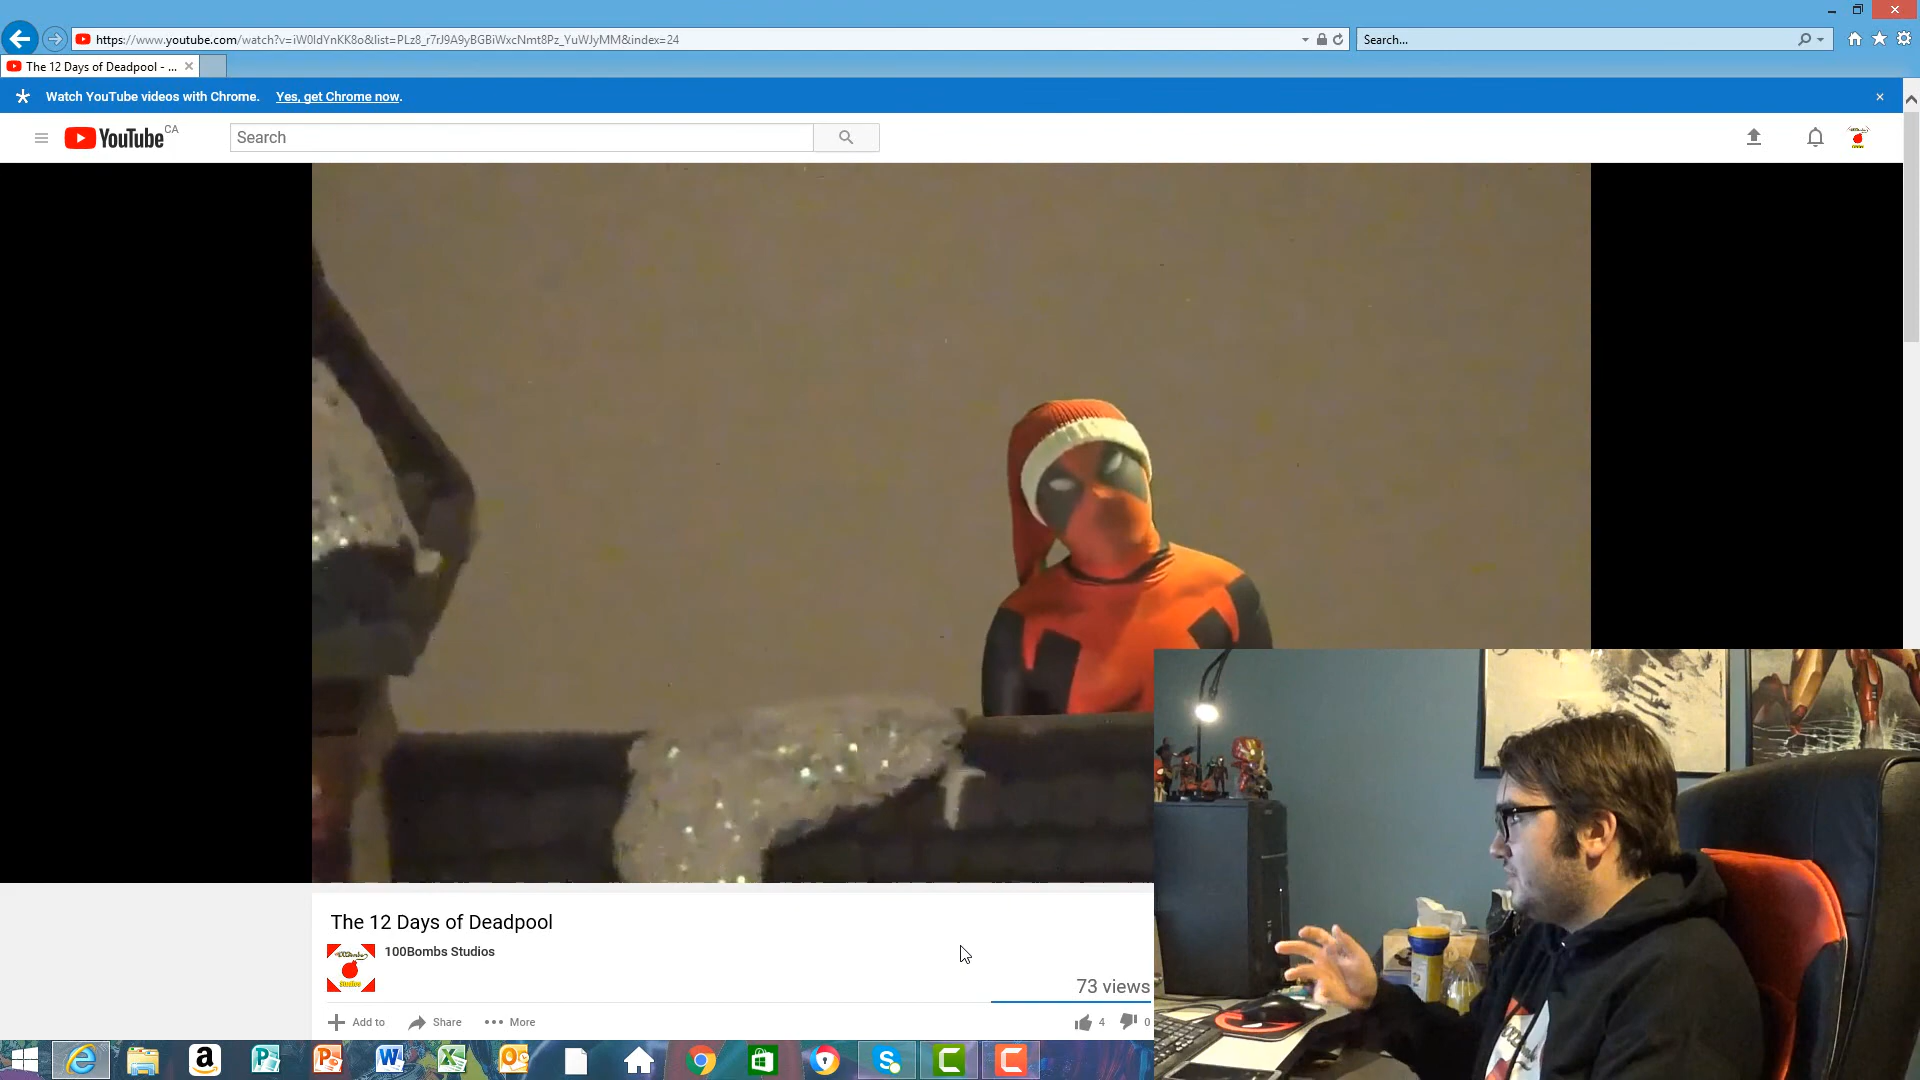 https://www.youtube.com/watch?v=iW0IdYnKK8o&list=PLz8_r7rJ9A9yBGBiWxcNmt8Pz_YuWJyMM&index=24
Search...
The 12 Days of Deadpool - ...
Watch YouTube videos with Chrome. Yes, get Chrome now.
YouTube CA
Search
The 12 Days of Deadpool
100Bombs Studios
73 views
Add to
Share
More
4
0